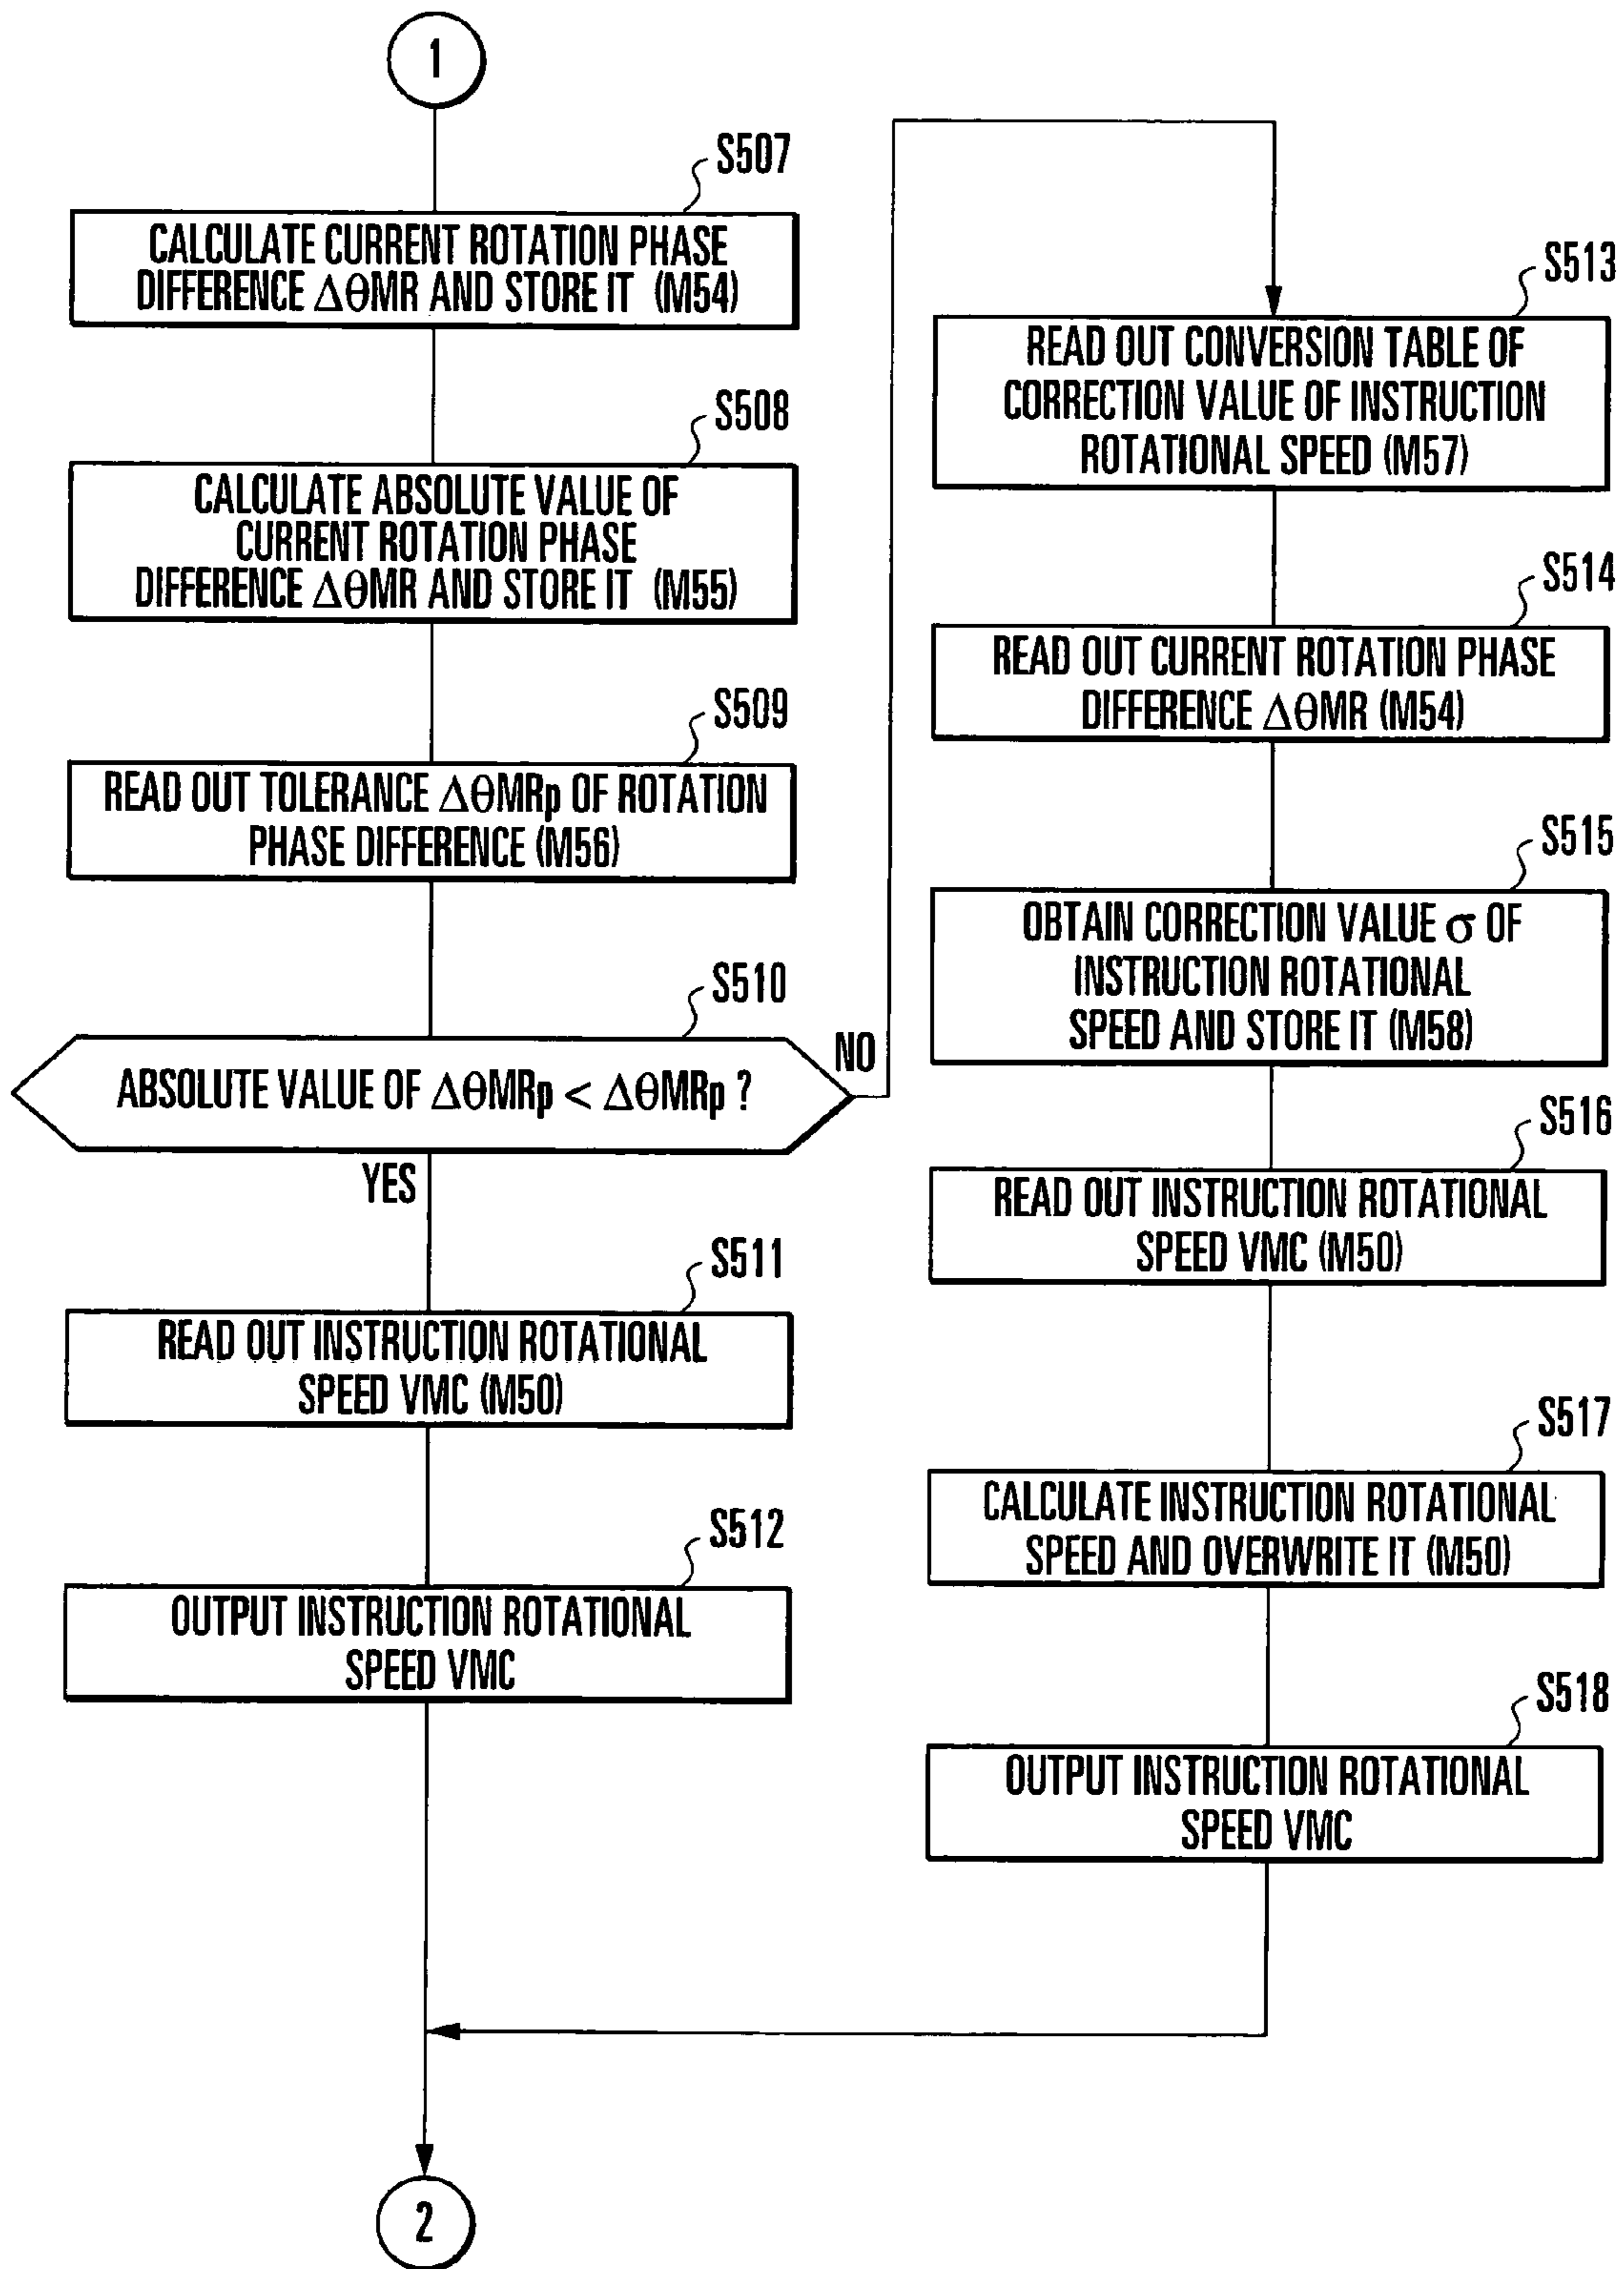 1
S507
CALCULATE CURRENT ROTATION PHASE
DIFFERENCE ΔθMR AND STORE IT (M54)
S508
CALCULATE ABSOLUTE VALUE OF
CURRENT ROTATION PHASE
DIFFERENCE ΔθMR AND STORE IT (M55)
S509
READ OUT TOLERANCE ΔθMRp OF ROTATION
PHASE DIFFERENCE (M56)
S510
ABSOLUTE VALUE OF ΔθMRp < ΔθMRp ?
NO
YES
S511
READ OUT INSTRUCTION ROTATIONAL
SPEED VMC (M50)
S512
OUTPUT INSTRUCTION ROTATIONAL
SPEED VMC
S513
READ OUT CONVERSION TABLE OF
CORRECTION VALUE OF INSTRUCTION
ROTATIONAL SPEED (M57)
S514
READ OUT CURRENT ROTATION PHASE
DIFFERENCE ΔθMR (M54)
S515
OBTAIN CORRECTION VALUE σ OF
INSTRUCTION ROTATIONAL
SPEED AND STORE IT (M58)
S516
READ OUT INSTRUCTION ROTATIONAL
SPEED VMC (M50)
S517
CALCULATE INSTRUCTION ROTATIONAL
SPEED AND OVERWRITE IT (M50)
S518
OUTPUT INSTRUCTION ROTATIONAL
SPEED VMC
2